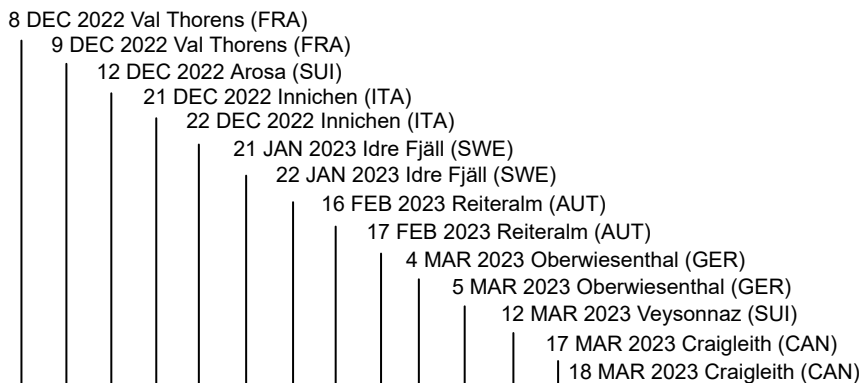 8 DEC 2022 Val Thorens (FRA)
9 DEC 2022 Val Thorens (FRA)
12 DEC 2022 Arosa (SUI)
21 DEC 2022 Innichen (ITA)
22 DEC 2022 Innichen (ITA)
21 JAN 2023 Idre Fjäll (SWE)
22 JAN 2023 Idre Fjäll (SWE)
16 FEB 2023 Reiteralm (AUT)
17 FEB 2023 Reiteralm (AUT)
4 MAR 2023 Oberwiesenthal (GER)
5 MAR 2023 Oberwiesenthal (GER)
12 MAR 2023 Veysonnaz (SUI)
17 MAR 2023 Craigleith (CAN)
18 MAR 2023 Craigleith (CAN)